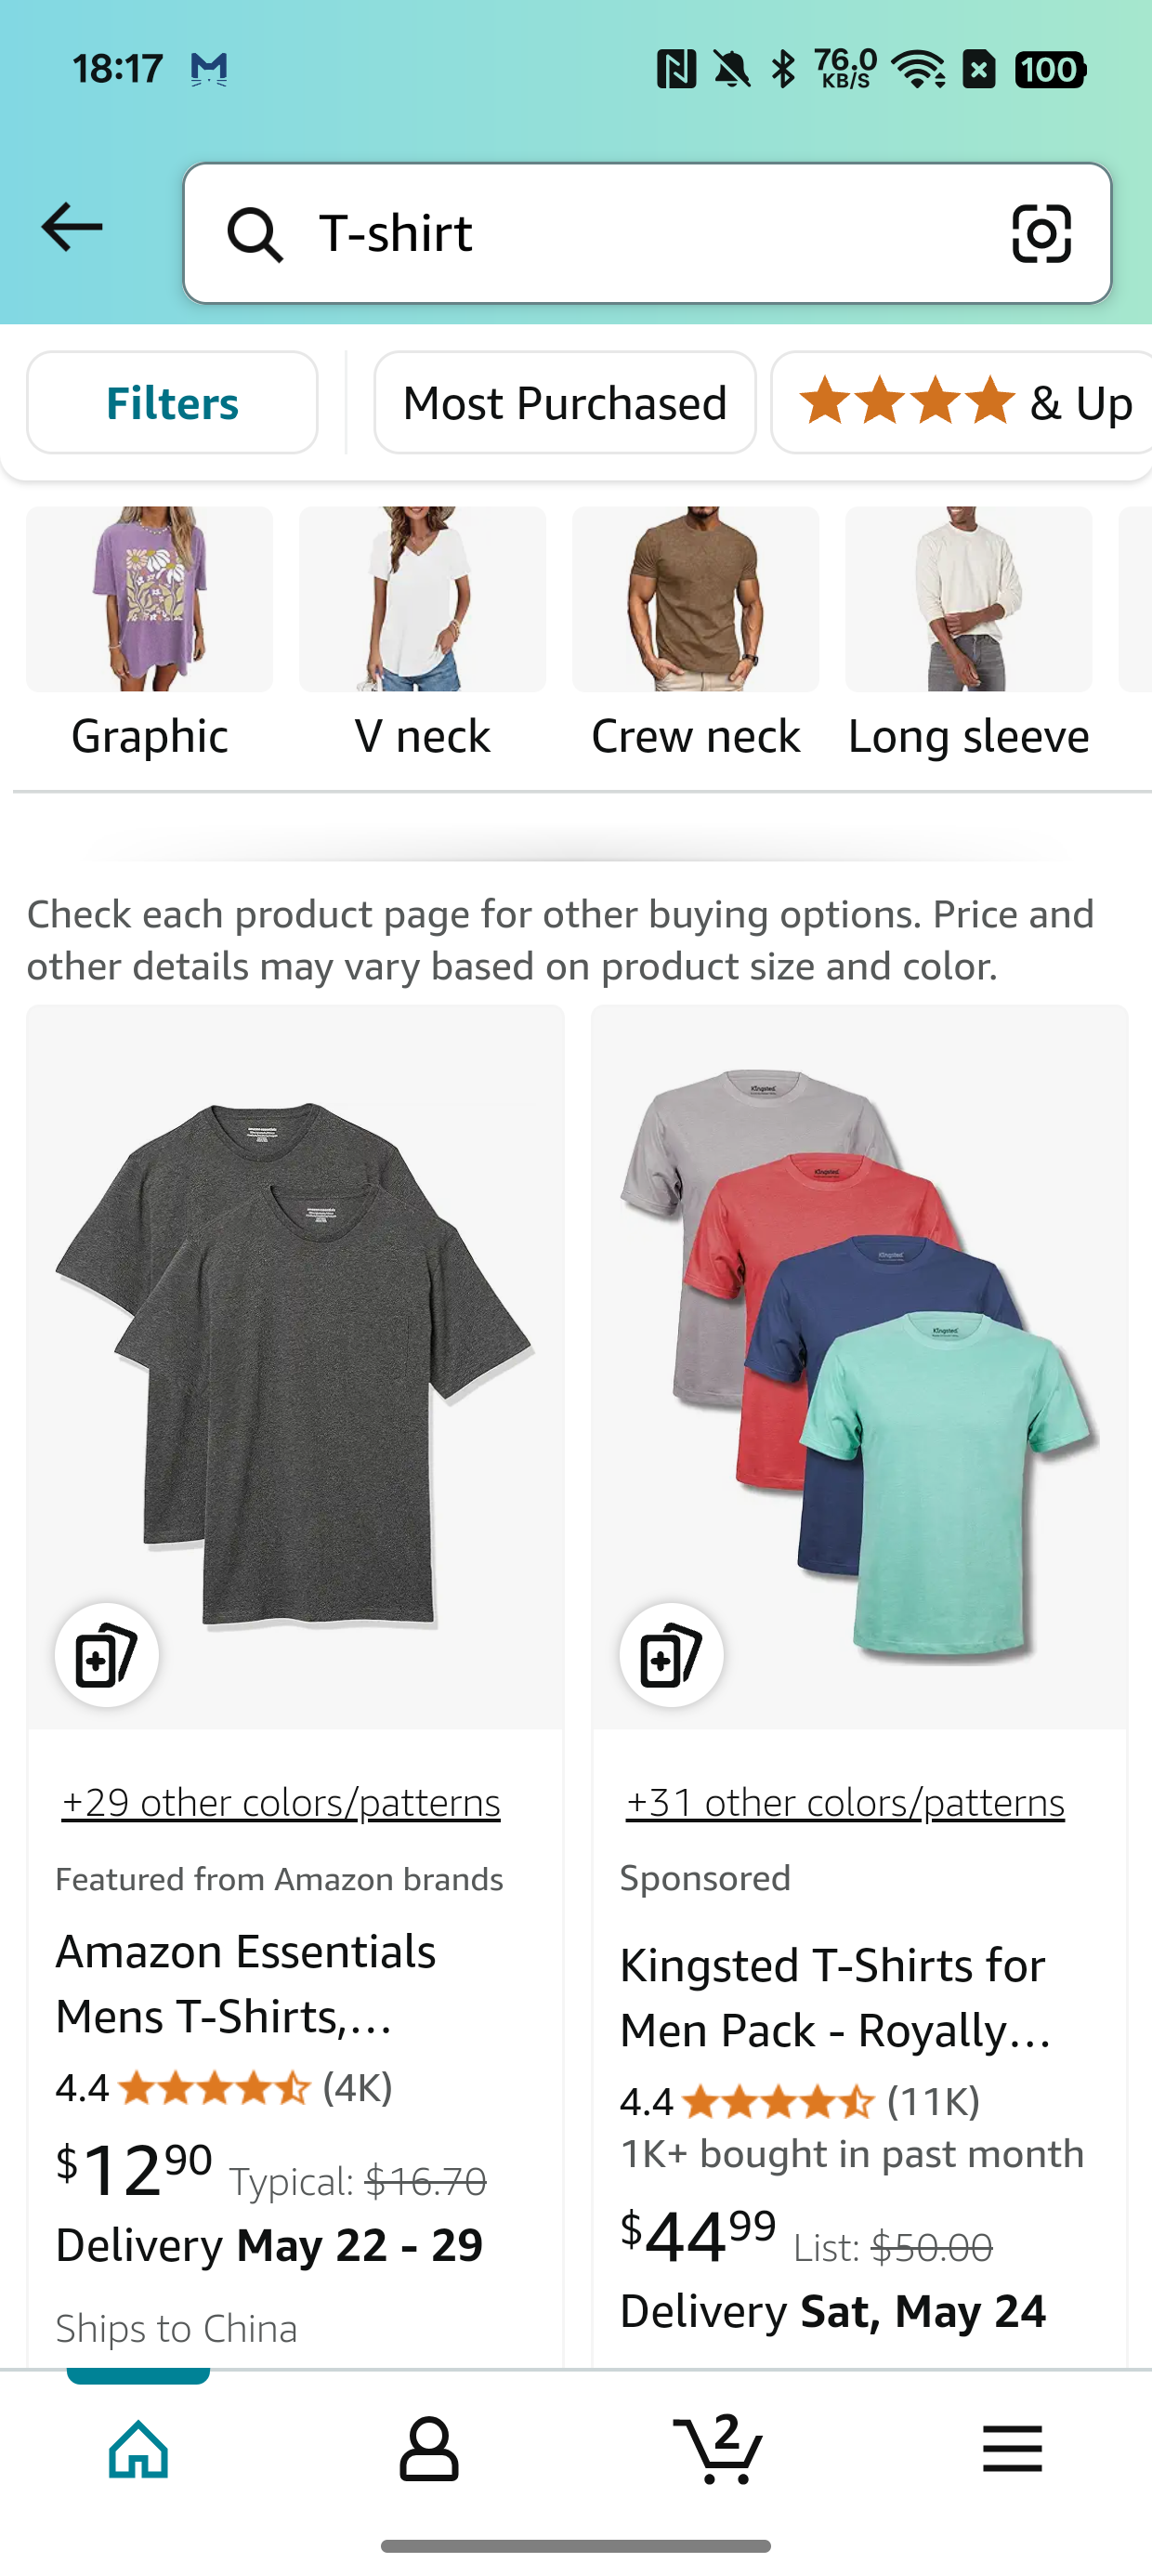 18:17
76.0
KB/S
100
T-shirt
Filters
Most Purchased
& Up
Graphic
V neck
Crew neck
Long sleeve
Check each product page for other buying options. Price and
other details may vary based on product size and color.
Kingsted
Kingsted
Kingsted
Kingsted
+29 other colors/patterns
Featured from Amazon brands
Amazon Essentials
Mens T-Shirts,...
4.4 (4K)
$12.90 Typical: $16.70
Delivery May 22 - 29
Ships to China
+31 other colors/patterns
Sponsored
Kingsted T-Shirts for
Men Pack - Royally...
4.4 (11K)
1K+ bought in past month
$44.99 List: $50.00
Delivery Sat, May 24
2